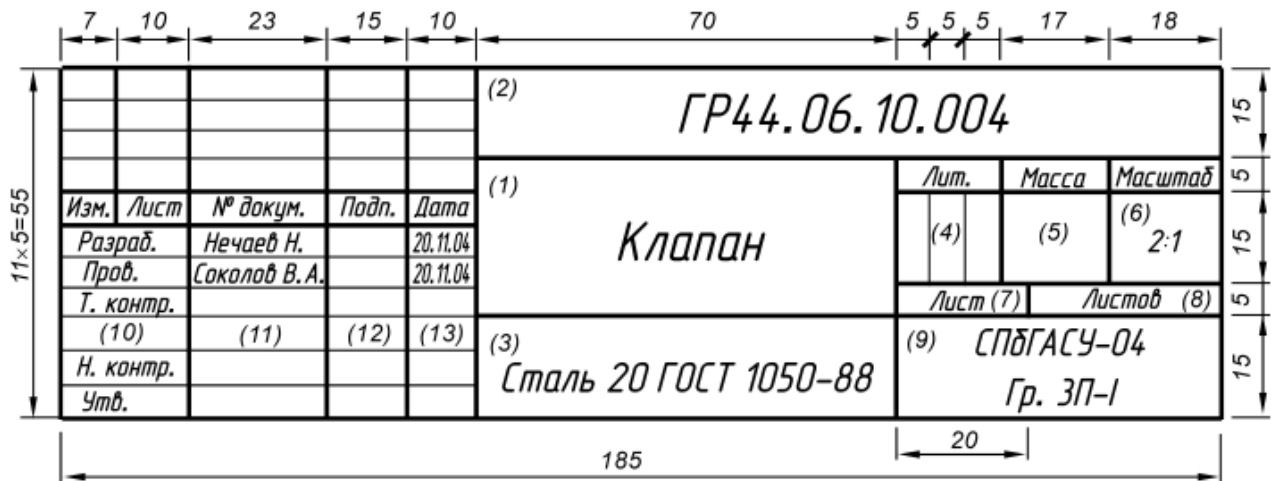 7 10 23 15 10 70 5 5 5 17 18
(2) ГР44.06.10.004
15
11×5=55
(1) Клапан
Лит. Масса Масштаб
5
Изм. Лист № докум. Подп. Дата
(4) (5) (6) 2:1
15
Разраб. Нечаев Н. 20.11.04
Пров. Соколов В.А. 20.11.04
Т. контр.
Лист (7) Листов (8)
5
(10) (11) (12) (13)
(3) Сталь 20 ГОСТ 1050-88
(9) СПбГАСУ-04
Гр. ЗП-I
15
Н. контр.
Утв.
20
185